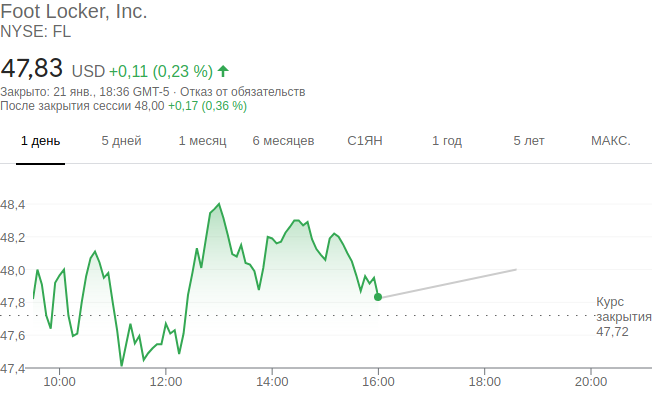 Foot Locker, Inc.
NYSE: FL
47,83 USD +0,11 (0,23 %)
Закрыто: 21 янв., 18:36 GMT-5 · Отказ от обязательств
После закрытия сессии 48,00 +0,17 (0,36 %)
1 день 5 дней 1 месяц 6 месяцев С1ЯН 1 год 5 лет МАКС.
48,4
48,2
48,0
47,8
Курс
закрытия
47,72
47,6
47,4
10:00 12:00 14:00 16:00 18:00 20:00